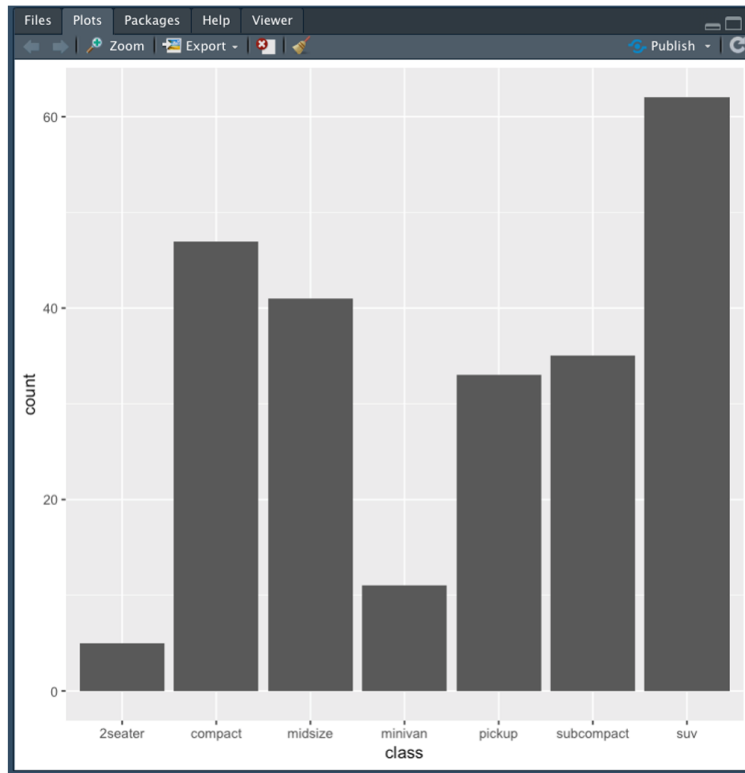 Files Plots Packages Help Viewer
Zoom Export Publish
60
40
20
0
count
2seater compact midsize minivan pickup subcompact suv
class